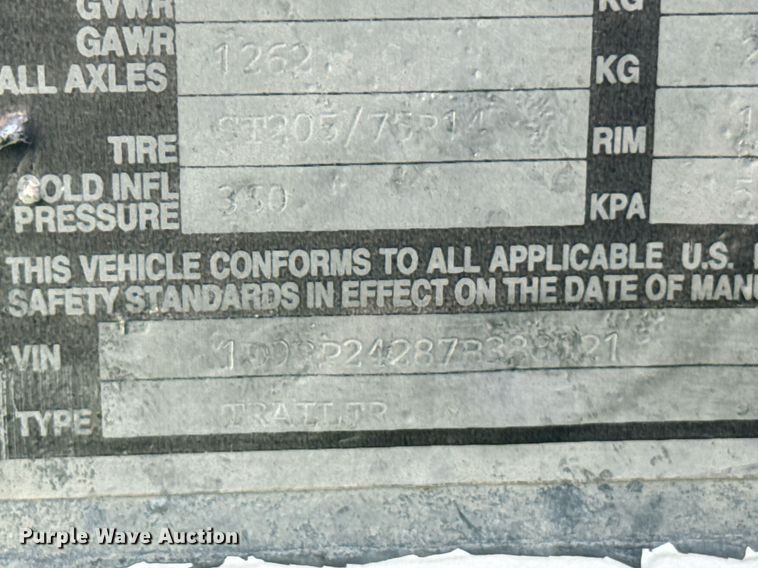 GVWR KG
GAWR
ALL AXLES 1262 KG
TIRE ST205/75R14 RIM
COLD INFL
PRESSURE 350 KPA
THIS VEHICLE CONFORMS TO ALL APPLICABLE U.S.
SAFETY STANDARDS IN EFFECT ON THE DATE OF MANU
VIN
TYPE TRAILER
Purple Wave Auction